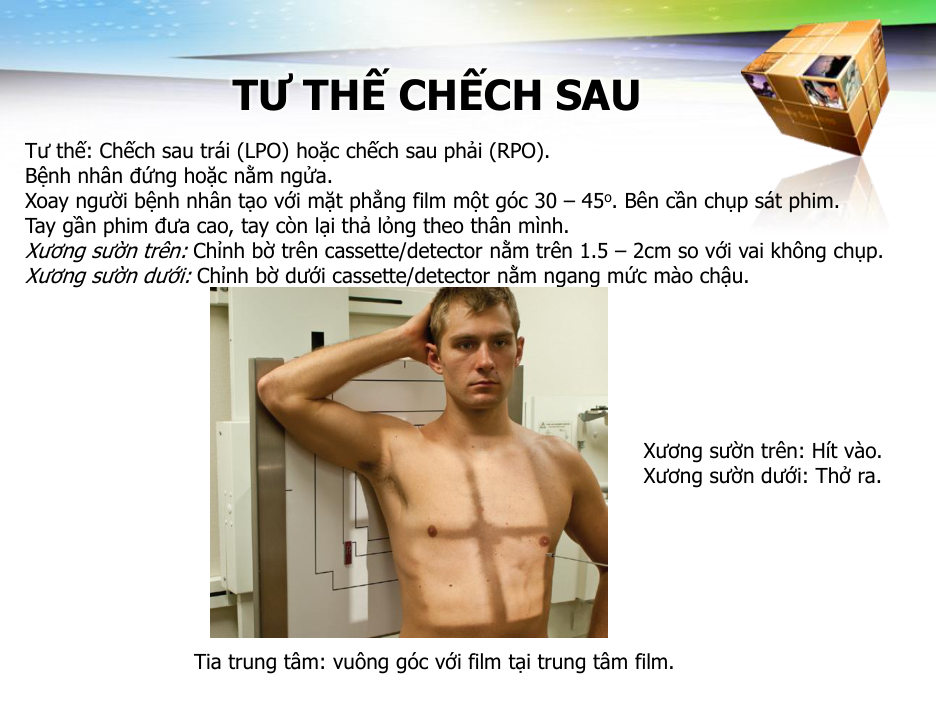 TƯ THẾ CHẾCH SAU
Tư thế: Chếch sau trái (LPO) hoặc chếch sau phải (RPO).
Bệnh nhân đứng hoặc nằm ngửa.
Xoay người bệnh nhân tạo với mặt phẳng film một góc 30 – 45º. Bên cần chụp sát phim.
Tay gần phim đưa cao, tay còn lại thả lỏng theo thân mình.
Xương sườn trên: Chỉnh bờ trên cassette/detector nằm trên 1.5 – 2cm so với vai không chụp.
Xương sườn dưới: Chỉnh bờ dưới cassette/detector nằm ngang mức mào chậu.
Xương sườn trên: Hít vào.
Xương sườn dưới: Thở ra.
Tia trung tâm: vuông góc với film tại trung tâm film.